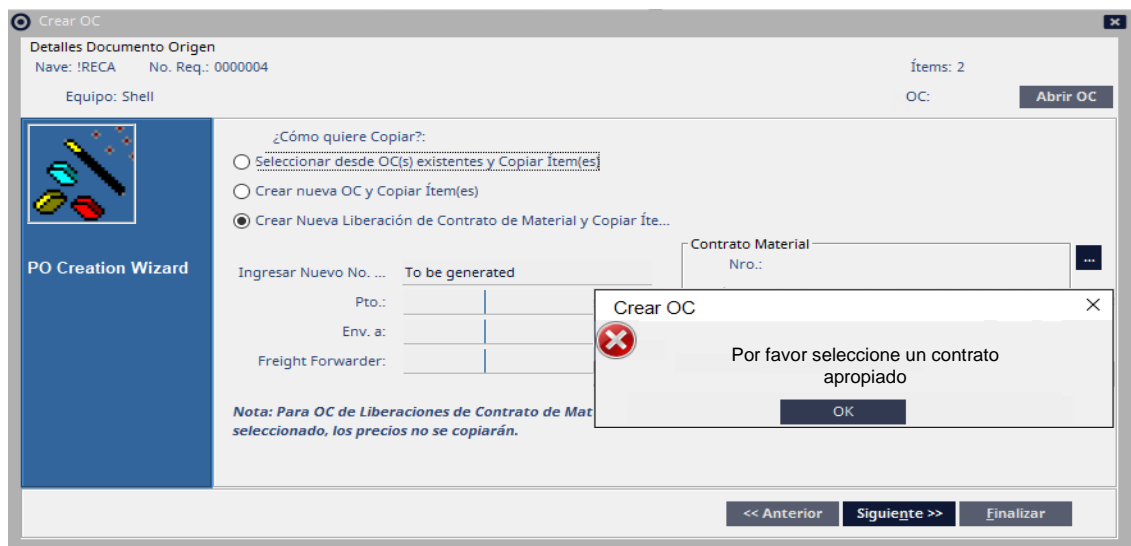 Crear OC
Detalles Documento Origen
Nave: !RECA No. Req.: 0000004 Ítems: 2
Equipo: Shell OC: Abrir OC
¿Cómo quiere Copiar?:
Seleccionar desde OC(s) existentes y Copiar Ítem(es)
Crear nueva OC y Copiar Ítem(es)
Crear Nueva Liberación de Contrato de Material y Copiar Íte...
PO Creation Wizard
Contrato Material
Nro.: ...
Ingresar Nuevo No. ... To be generated
Pto.:
Env. a:
Freight Forwarder:
Crear OC
Por favor seleccione un contrato
apropiado
OK
Nota: Para OC de Liberaciones de Contrato de Mat
seleccionado, los precios no se copiarán.
<< Anterior Siguiente >> Finalizar